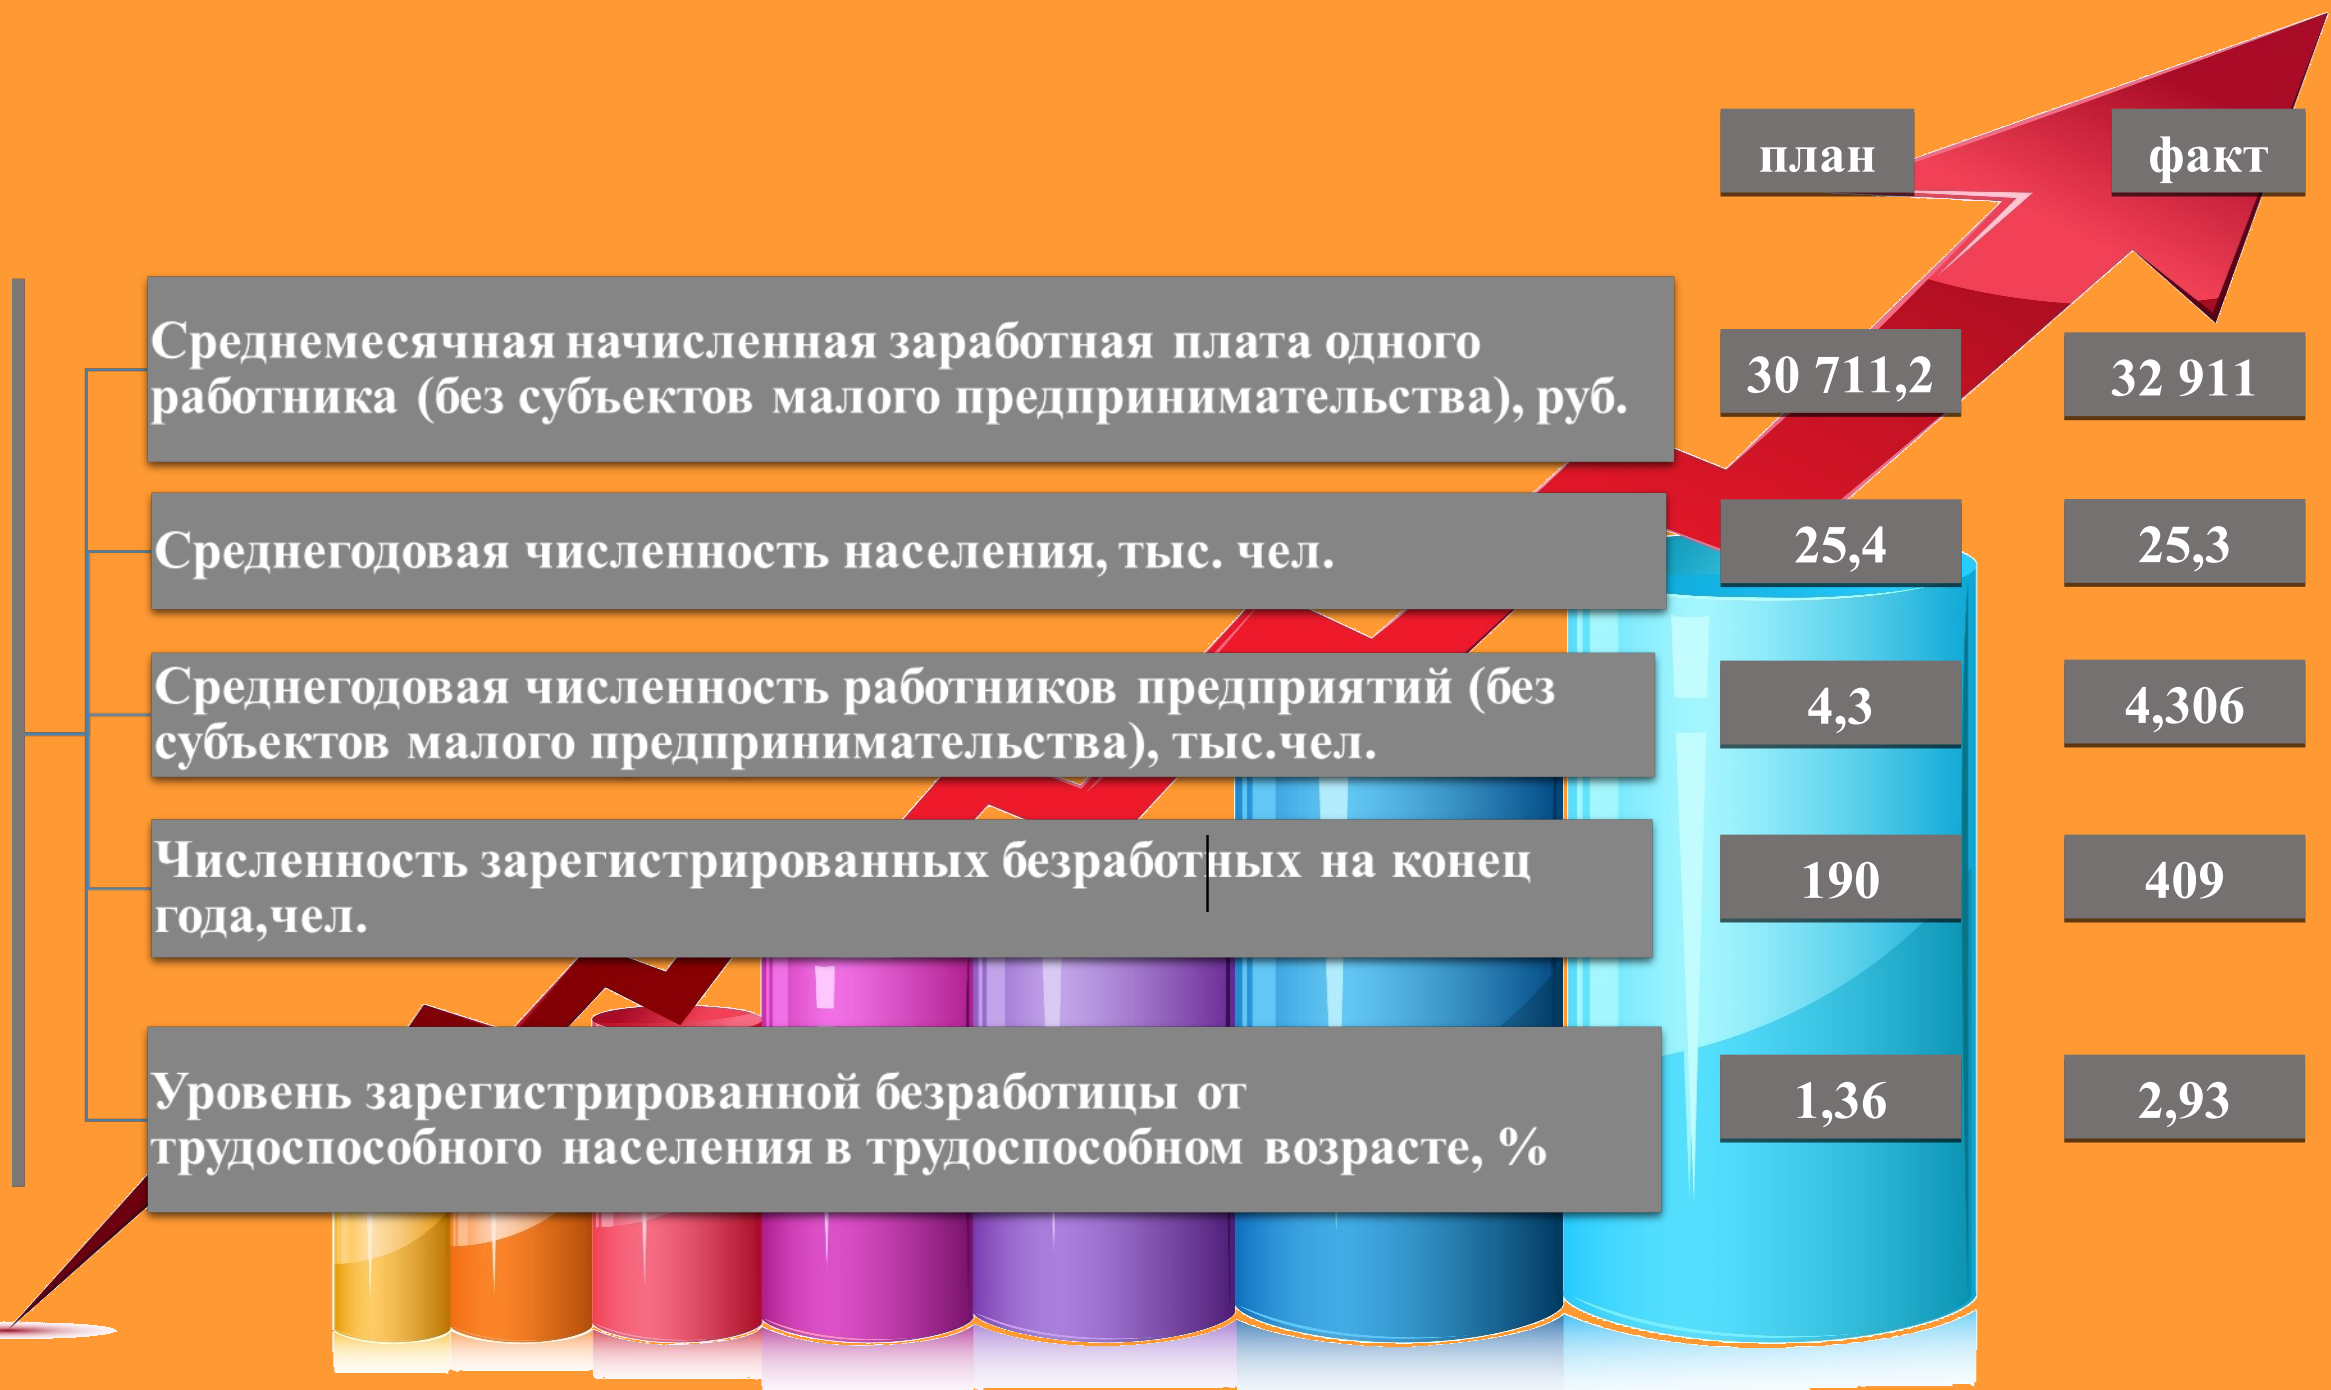 план факт
Среднемесячная начисленная заработная плата одного
работника (без субъектов малого предпринимательства), руб.
30 711,2 32 911
Среднегодовая численность населения, тыс. чел.
25,4 25,3
Среднегодовая численность работников предприятий (без
субъектов малого предпринимательства), тыс.чел.
4,3 4,306
Численность зарегистрированных безработных на конец
года,чел.
190 409
Уровень зарегистрированной безработицы от
трудоспособного населения в трудоспособном возрасте, %
1,36 2,93